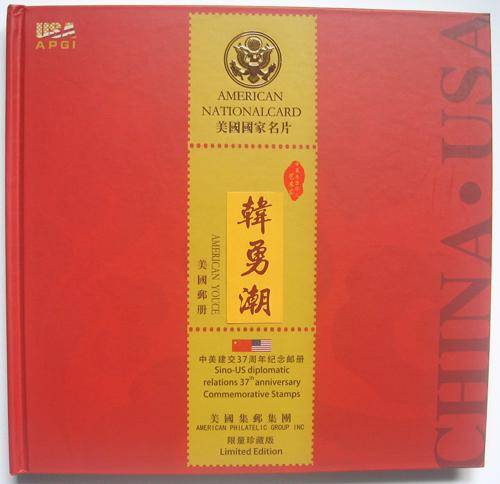 USA
APGI
AMERICAN
NATIONALCARD
美國國家名片
韓勇潮
AMERICAN YOUCE
美國郵册
中美建交37周年纪念邮册
Sino-US diplomatic
relations 37th anniversary
Commemorative Stamps
美國集郵集團
AMERICAN PHILATELIC GROUP INC
限量珍藏版
Limited Edition
CHINA·USA